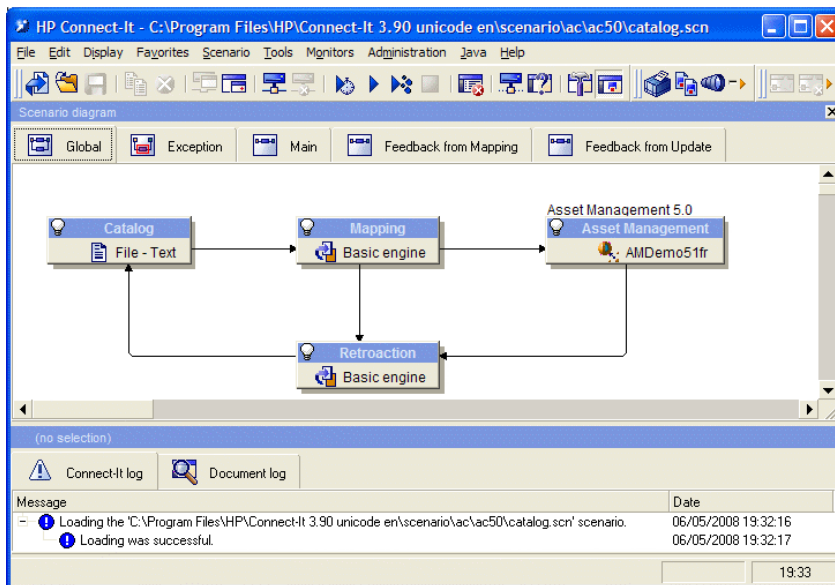 HP Connect-It - C:\Program Files\HP\Connect-It 3.90 unicode en\scenario\ac\ac50\catalog.scn
File Edit Display Favorites Scenario Tools Monitors Administration Java Help
Scenario diagram
Global Exception Main Feedback from Mapping Feedback from Update
Asset Management 5.0
Catalog Mapping Asset Management
File - Text Basic engine AMDemo51fr
Retroaction
Basic engine
(no selection)
Connect-It log Document log
Message Date
Loading the 'C:\Program Files\HP\Connect-It 3.90 unicode en\scenario\ac\ac50\catalog.scn' scenario. 06/05/2008 19:32:16
Loading was successful. 06/05/2008 19:32:17
19:33